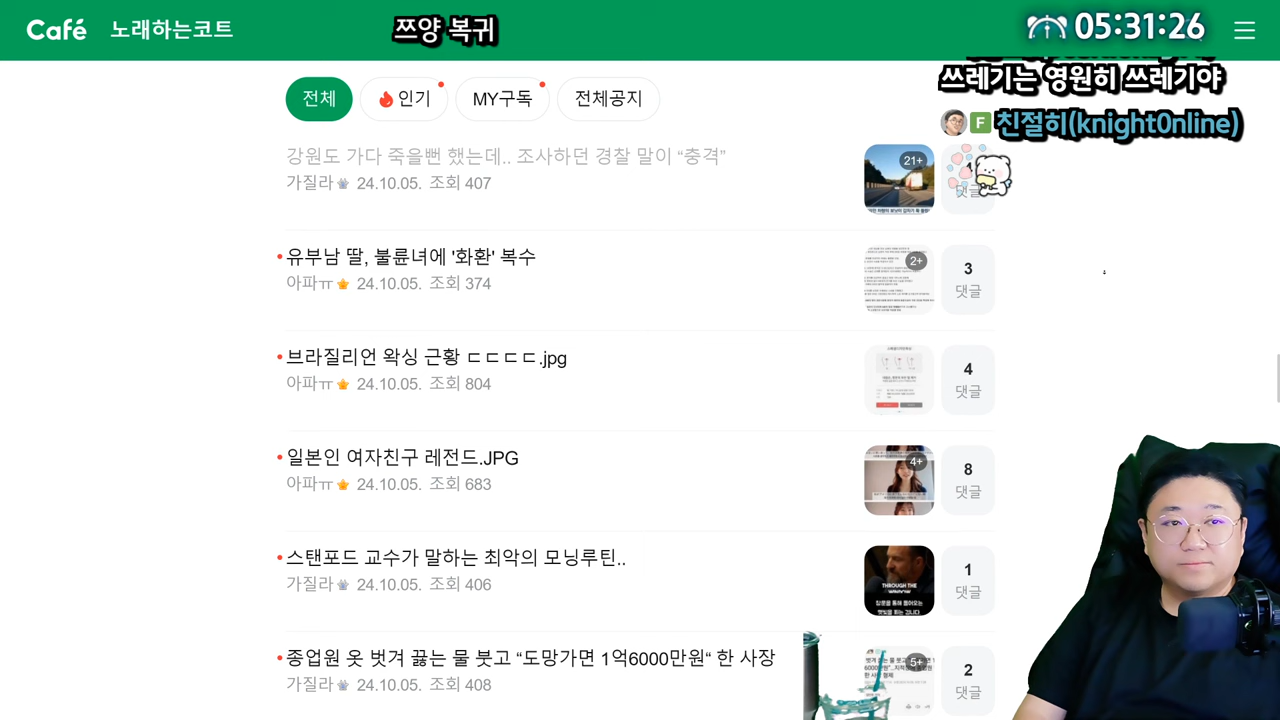 Café 노래하는코트
쯔양 복귀
05:31:26
쓰레기는 영원히 쓰레기야
F 친절히(knight0nline)
전체
인기
MY구독
전체공지
강원도 가다 죽을뻔 했는데.. 조사하던 경찰 말이 “충격”
가질라 24.10.05. 조회 407
21+
댓글
유부남 딸, 불륜녀에 '화환' 복수
아파ㅠ 24.10.05. 조회 374
2+
3
댓글
브라질리언 왁싱 근황 ㄷㄷㄷㄷ.jpg
아파ㅠ 24.10.05. 조회 804
4
댓글
일본인 여자친구 레전드.JPG
아파ㅠ 24.10.05. 조회 683
4+
8
댓글
스탠포드 교수가 말하는 최악의 모닝루틴..
가질라 24.10.05. 조회 406
THROUGH THE
1
댓글
종업원 옷 벗겨 끓는 물 붓고 “도망가면 1억6000만원“ 한 사장
가질라 24.10.05. 조회 408
5+
2
댓글